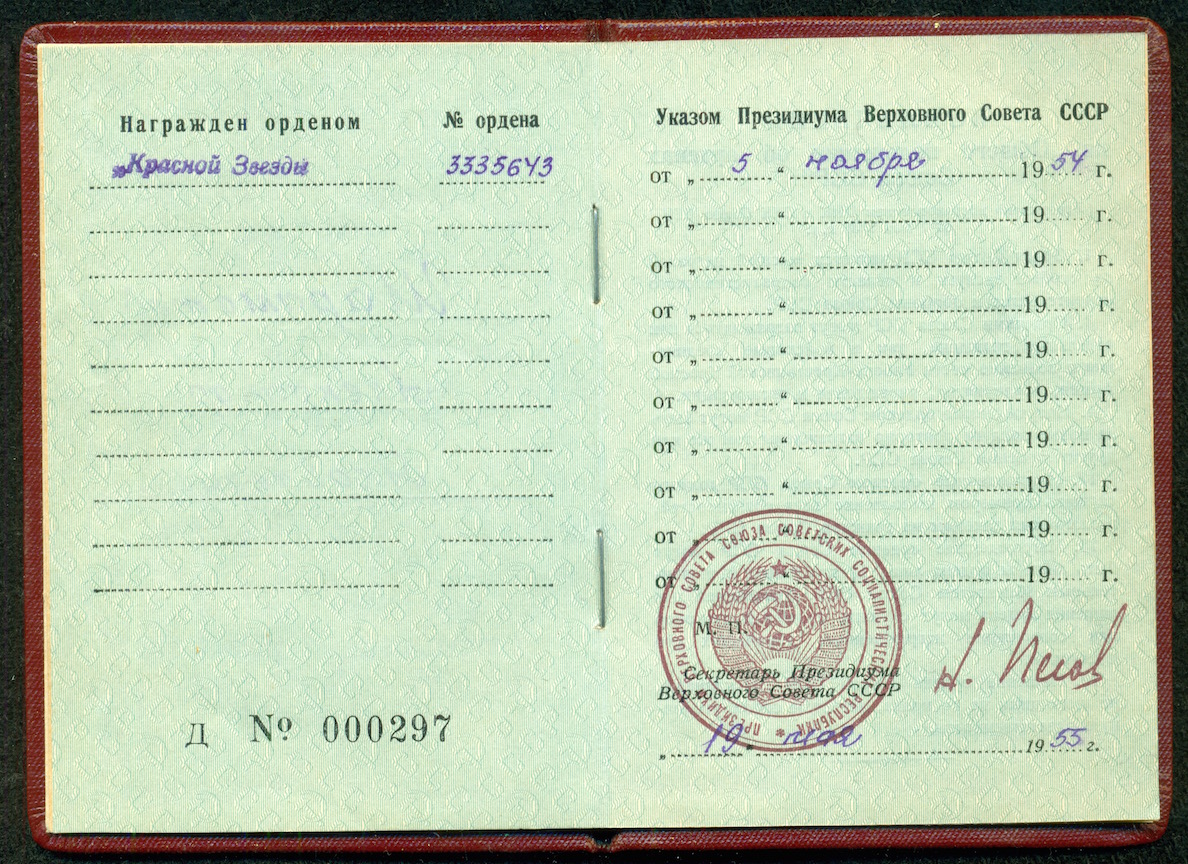 Награжден орденом № ордена
„Красной Звезды 3335643
Д № 000297
Указом Президиума Верховного Совета СССР
от „ 5 “ ноября 1954 г.
от „ “ 19 г.
от „ “ 19 г.
от „ “ 19 г.
от „ “ 19 г.
от „ “ 19 г.
от „ “ 19 г.
от „ “ 19 г.
от „ “ 19 г.
от „ “ 19 г.
ПРЕЗИДИУМ ВЕРХОВНОГО СОВЕТА СОЮЗА СОВЕТСКИХ СОЦИАЛИСТИЧЕСКИХ РЕСПУБЛИК
М. П.
Секретарь Президиума
Верховного Совета СССР
Н. Пегов
„ 19 “ мая 1955 г.